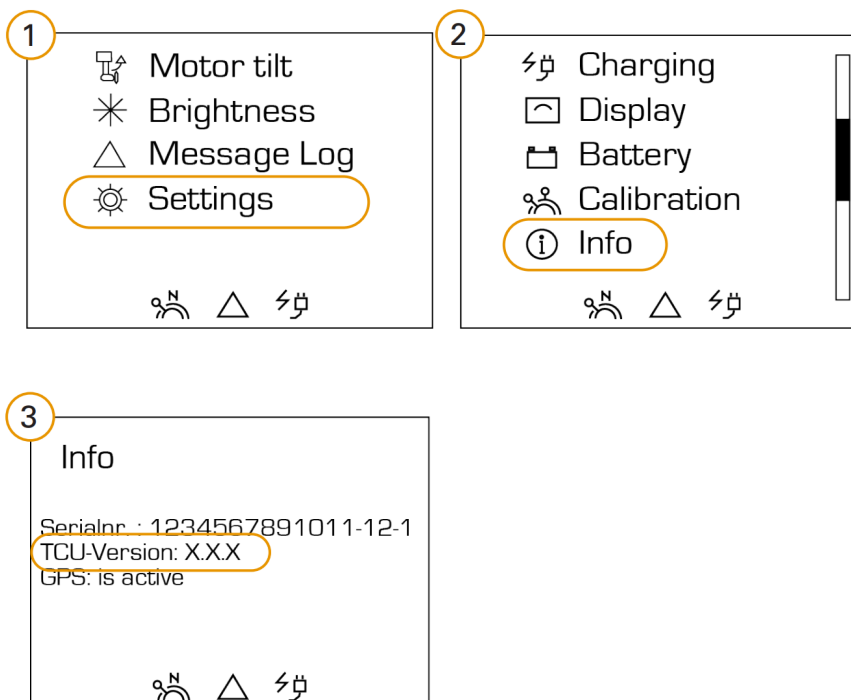 1
Motor tilt
Brightness
Message Log
Settings
N
2
Charging
Display
Battery
Calibration
Info
N
3
Info
Serialnr. : 1234567891011-12-1
TCU-Version: X.X.X
GPS: is active
N